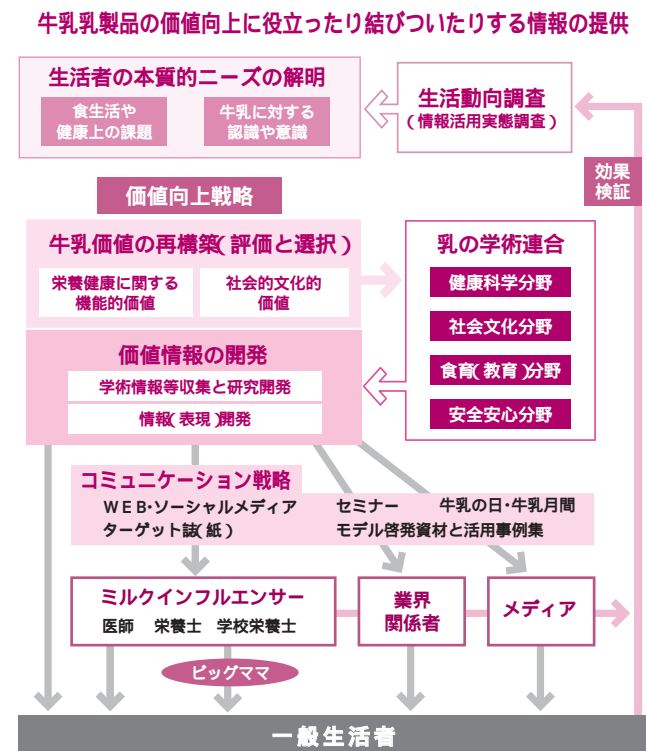 牛乳乳製品の価値向上に役立ったり結びついたりする情報の提供
生活者の本質的ニーズの解明
食生活や
健康上の課題
牛乳に対する
認識や意識
生活動向調査
(情報活用実態調査)
効果
検証
価値向上戦略
牛乳価値の再構築(評価と選択)
栄養健康に関する
機能的価値
社会的文化的
価値
乳の学術連合
健康科学分野
社会文化分野
食育(教育)分野
安全安心分野
価値情報の開発
学術情報等収集と研究開発
情報(表現)開発
コミュニケーション戦略
WEB・ソーシャルメディア
ターゲット誌(紙)
セミナー 牛乳の日・牛乳月間
モデル啓発資材と活用事例集
ミルクインフルエンサー
医師 栄養士 学校栄養士
業界
関係者
メディア
ビッグママ
一般生活者